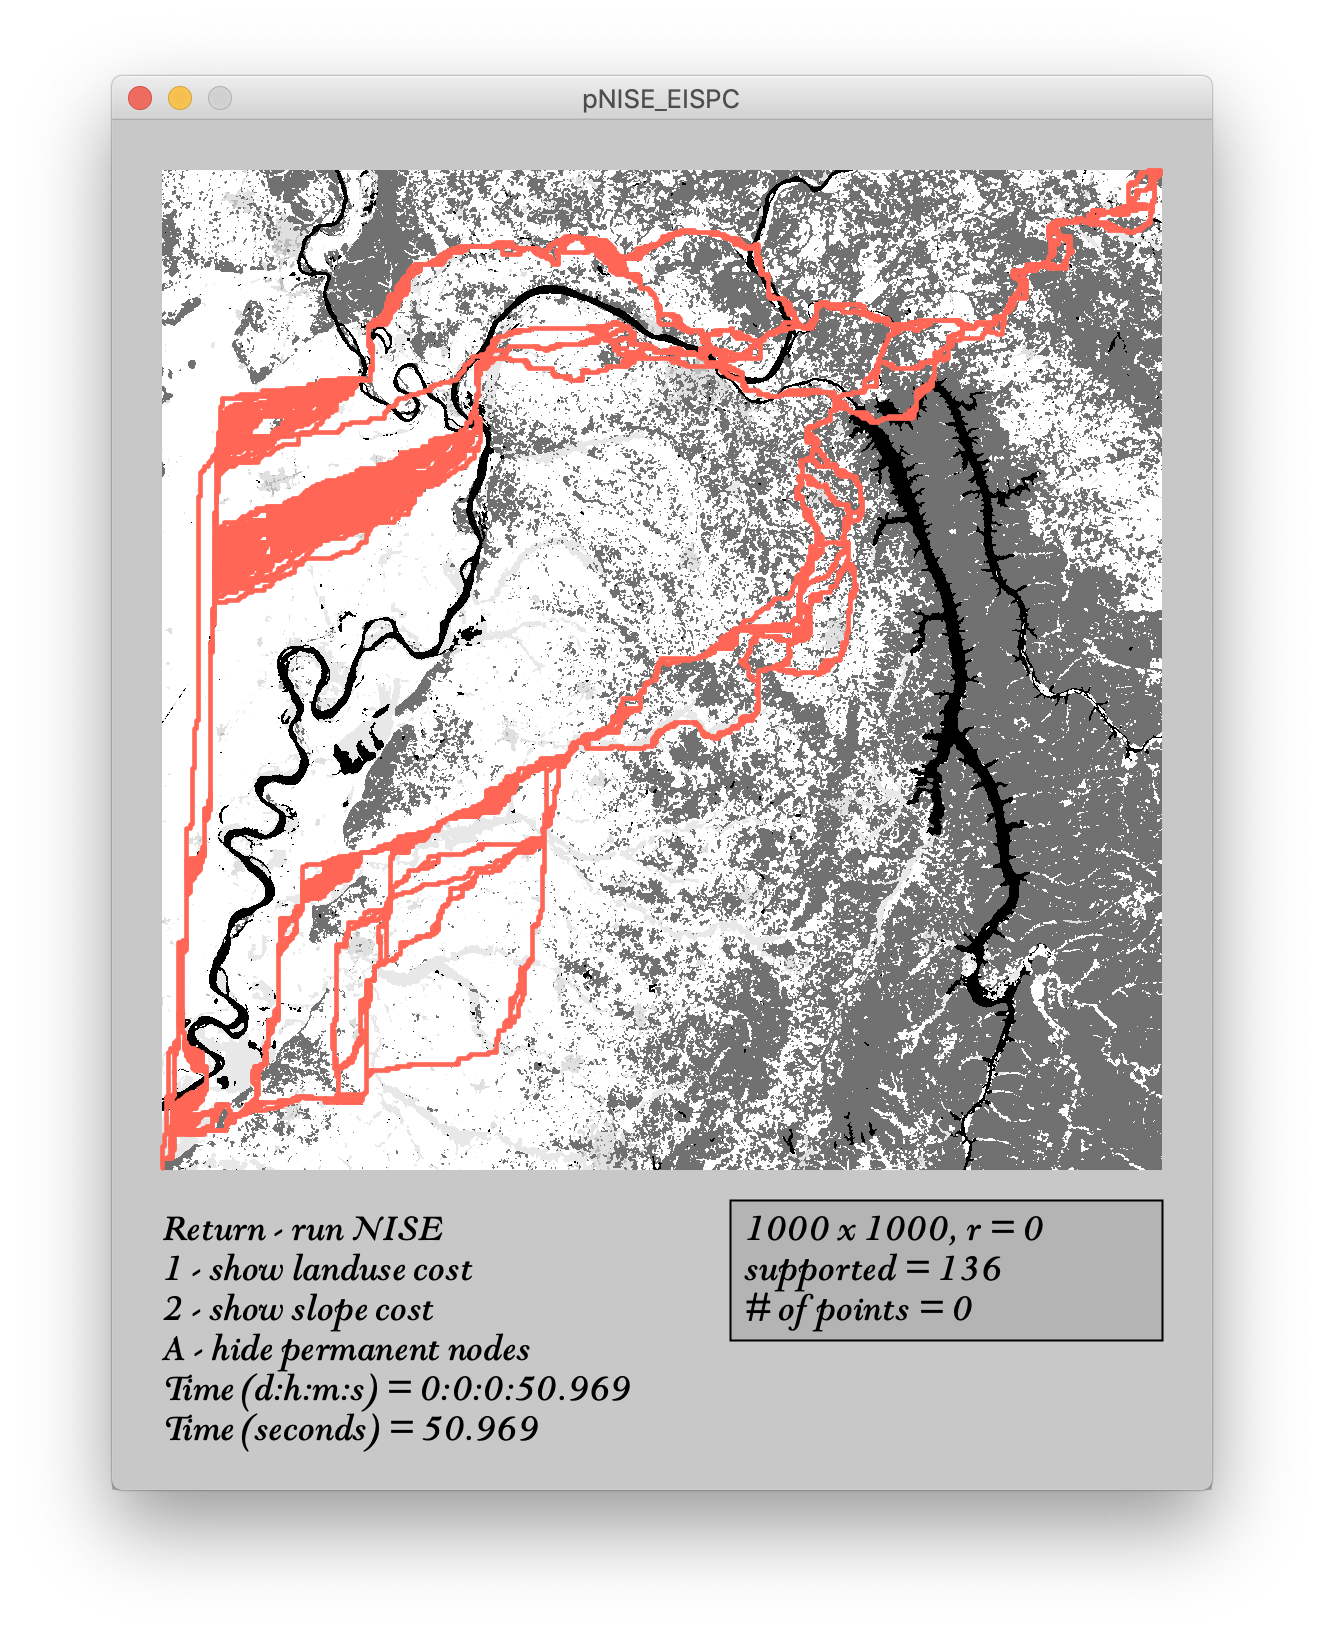 pNISE_EISPC
Return - run NISE
1 - show landuse cost
2 - show slope cost
A - hide permanent nodes
Time (d:h:m:s) = 0:0:0:50.969
Time (seconds) = 50.969
1000 x 1000, r = 0
supported = 136
# of points = 0